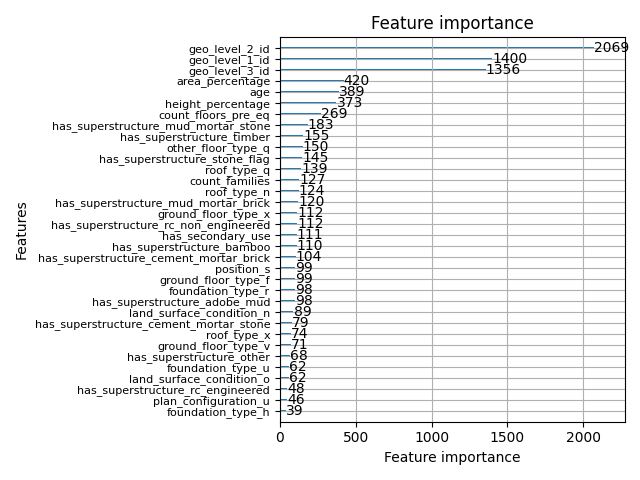 Feature importance
geo_level_2_id 2069
geo_level_1_id 1400
geo_level_3_id 1356
area_percentage 420
age 389
height_percentage 373
count_floors_pre_eq 269
has_superstructure_mud_mortar_stone 183
has_superstructure_timber 155
other_floor_type_q 150
has_superstructure_stone_flag 145
roof_type_q 139
count_families 127
roof_type_n 124
has_superstructure_mud_mortar_brick 120
ground_floor_type_x 112
has_superstructure_rc_non_engineered 112
has_secondary_use 111
has_superstructure_bamboo 110
has_superstructure_cement_mortar_brick 104
position_s 99
ground_floor_type_f 99
foundation_type_r 98
has_superstructure_adobe_mud 98
land_surface_condition_n 89
has_superstructure_cement_mortar_stone 79
roof_type_x 74
ground_floor_type_v 71
has_superstructure_other 68
foundation_type_u 62
land_surface_condition_o 62
has_superstructure_rc_engineered 48
plan_configuration_u 46
foundation_type_h 39
Features
0 500 1000 1500 2000
Feature importance